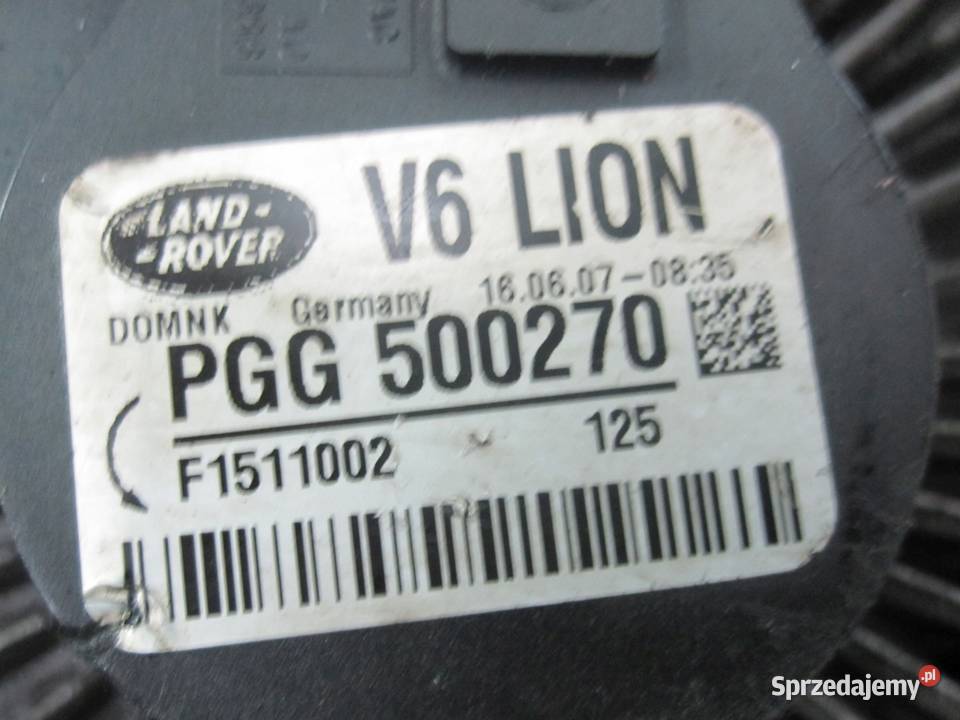 LAND-
-ROVER
V6 LION
DOMNK Germany 16.06.07-08:35
PGG 500270
F1511002 125
Sprzedajemy.pl